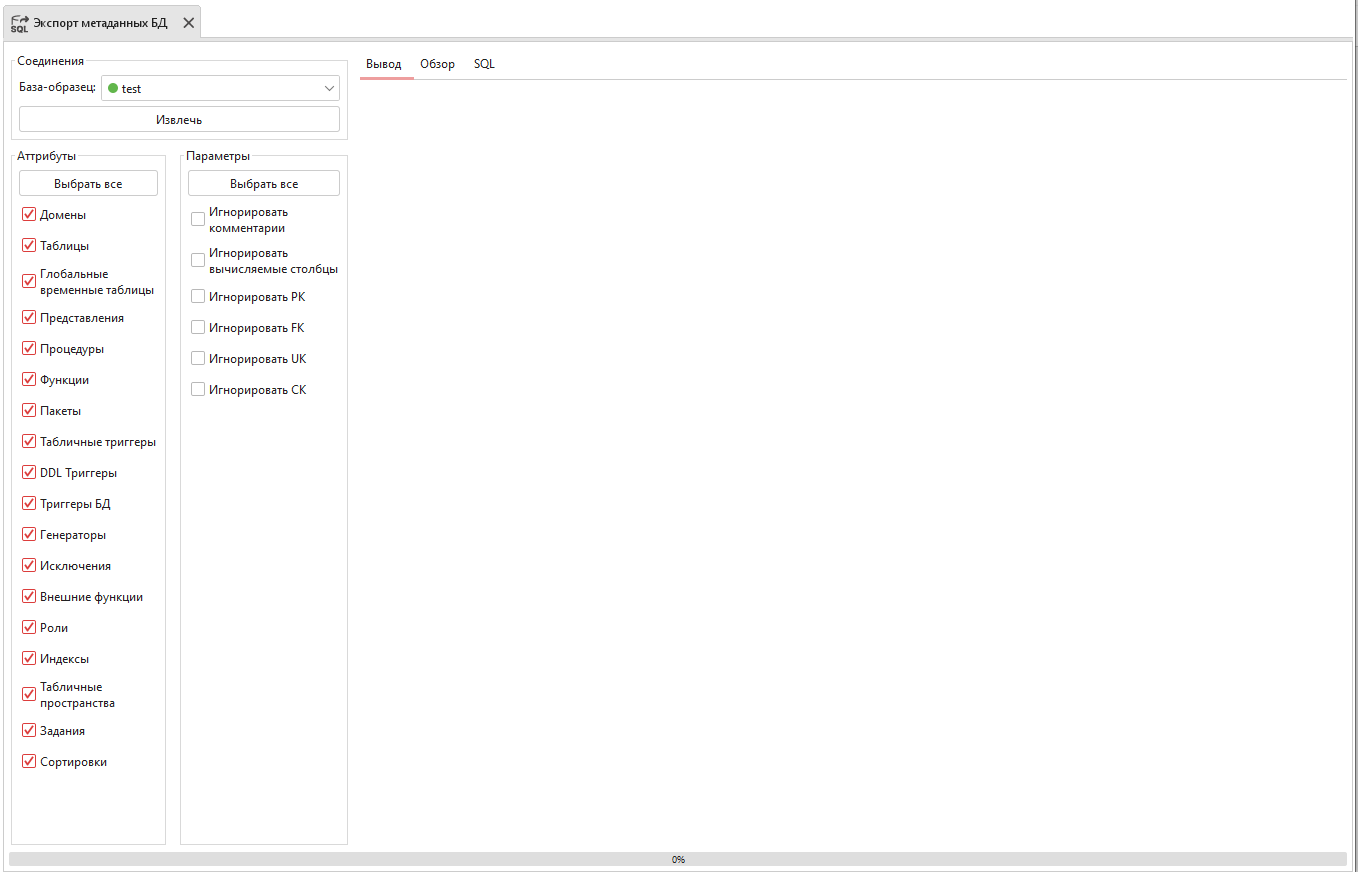 SQL Экспорт метаданных БД
Соединения
База-образец: test
Извлечь
Аттрибуты
Выбрать все
Домены
Таблицы
Глобальные
временные таблицы
Представления
Процедуры
Функции
Пакеты
Табличные триггеры
DDL Триггеры
Триггеры БД
Генераторы
Исключения
Внешние функции
Роли
Индексы
Табличные
пространства
Задания
Сортировки
Параметры
Выбрать все
Игнорировать
комментарии
Игнорировать
вычисляемые столбцы
Игнорировать PK
Игнорировать FK
Игнорировать UK
Игнорировать CK
Вывод Обзор SQL
0%